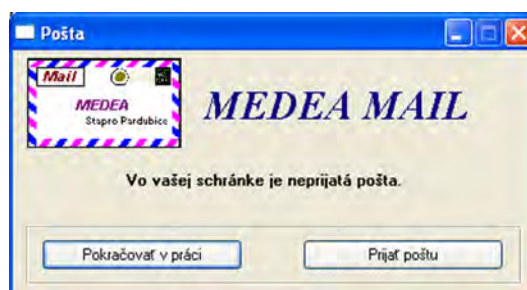 Pošta
Mail
MEDEA
Stapro Pardubice
MEDEA MAIL
Vo vašej schránke je neprijatá pošta.
Pokračovať v práci
Prijať poštu